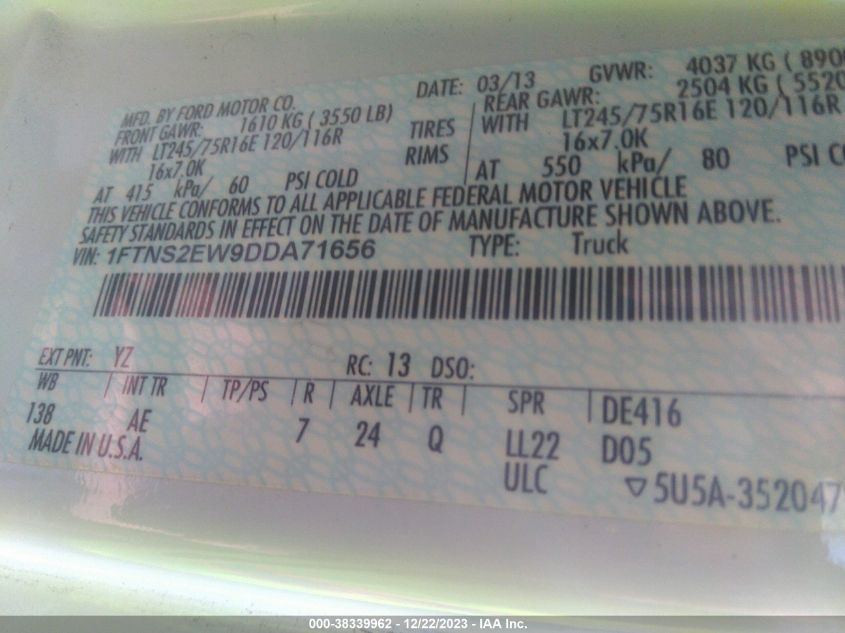 MFD. BY FORD MOTOR CO. DATE: 03/13 GVWR: 4037 KG ( 8900
FRONT GAWR: 1610 KG ( 3550 LB) REAR GAWR: 2504 KG ( 5520
WITH LT245/75R16E 120/116R TIRES WITH LT245/75R16E 120/116R
16x7.0K RIMS 16x7.0K
AT 415 kPa/ 60 PSI COLD AT 550 kPa/ 80 PSI CO
THIS VEHICLE CONFORMS TO ALL APPLICABLE FEDERAL MOTOR VEHICLE
SAFETY STANDARDS IN EFFECT ON THE DATE OF MANUFACTURE SHOWN ABOVE.
VIN: 1FTNS2EW9DDA71656 TYPE: Truck
EXT PNT: YZ RC: 13 DSO:
WB INT TR TP/PS R AXLE TR SPR DE416
138 AE 7 24 Q LL22 D05
MADE IN U.S.A. ULC 5U5A-3520472
000-38339962 - 12/22/2023 - IAA Inc.